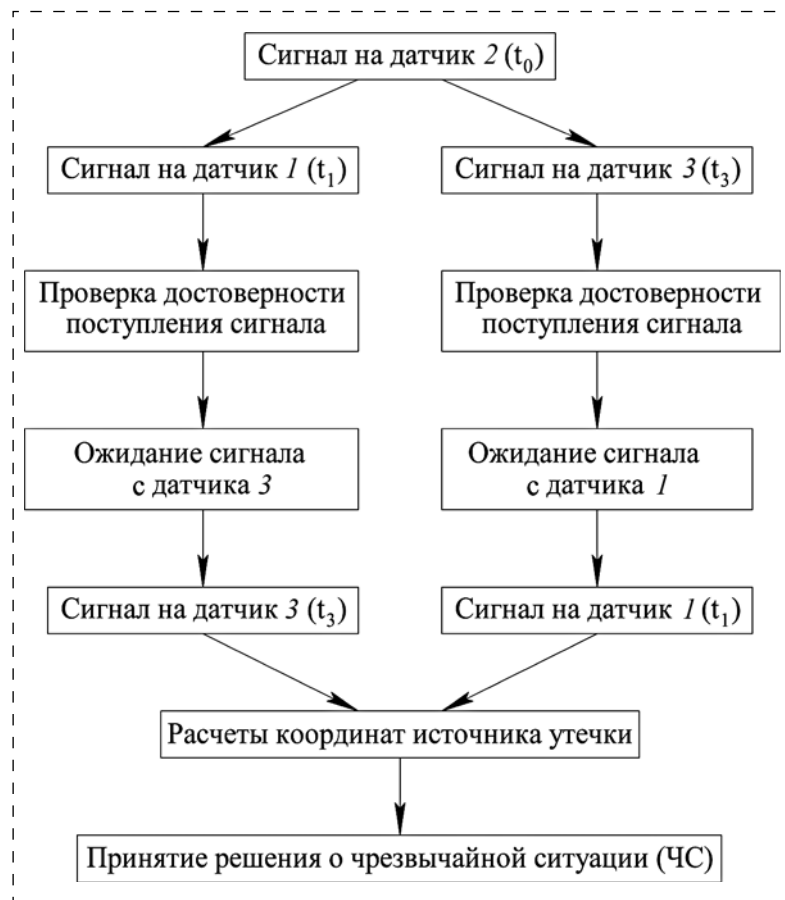 Сигнал на датчик 2 (t₀)
Сигнал на датчик 1 (t₁)
Сигнал на датчик 3 (t₃)
Проверка достоверности
поступления сигнала
Проверка достоверности
поступления сигнала
Ожидание сигнала
с датчика 3
Ожидание сигнала
с датчика 1
Сигнал на датчик 3 (t₃)
Сигнал на датчик 1 (t₁)
Расчеты координат источника утечки
Принятие решения о чрезвычайной ситуации (ЧС)